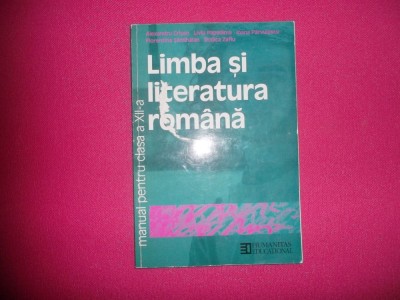 Limba și
literatura
română
manual pentru clasa a XII-a
HUMANITAS
EDUCATIONAL